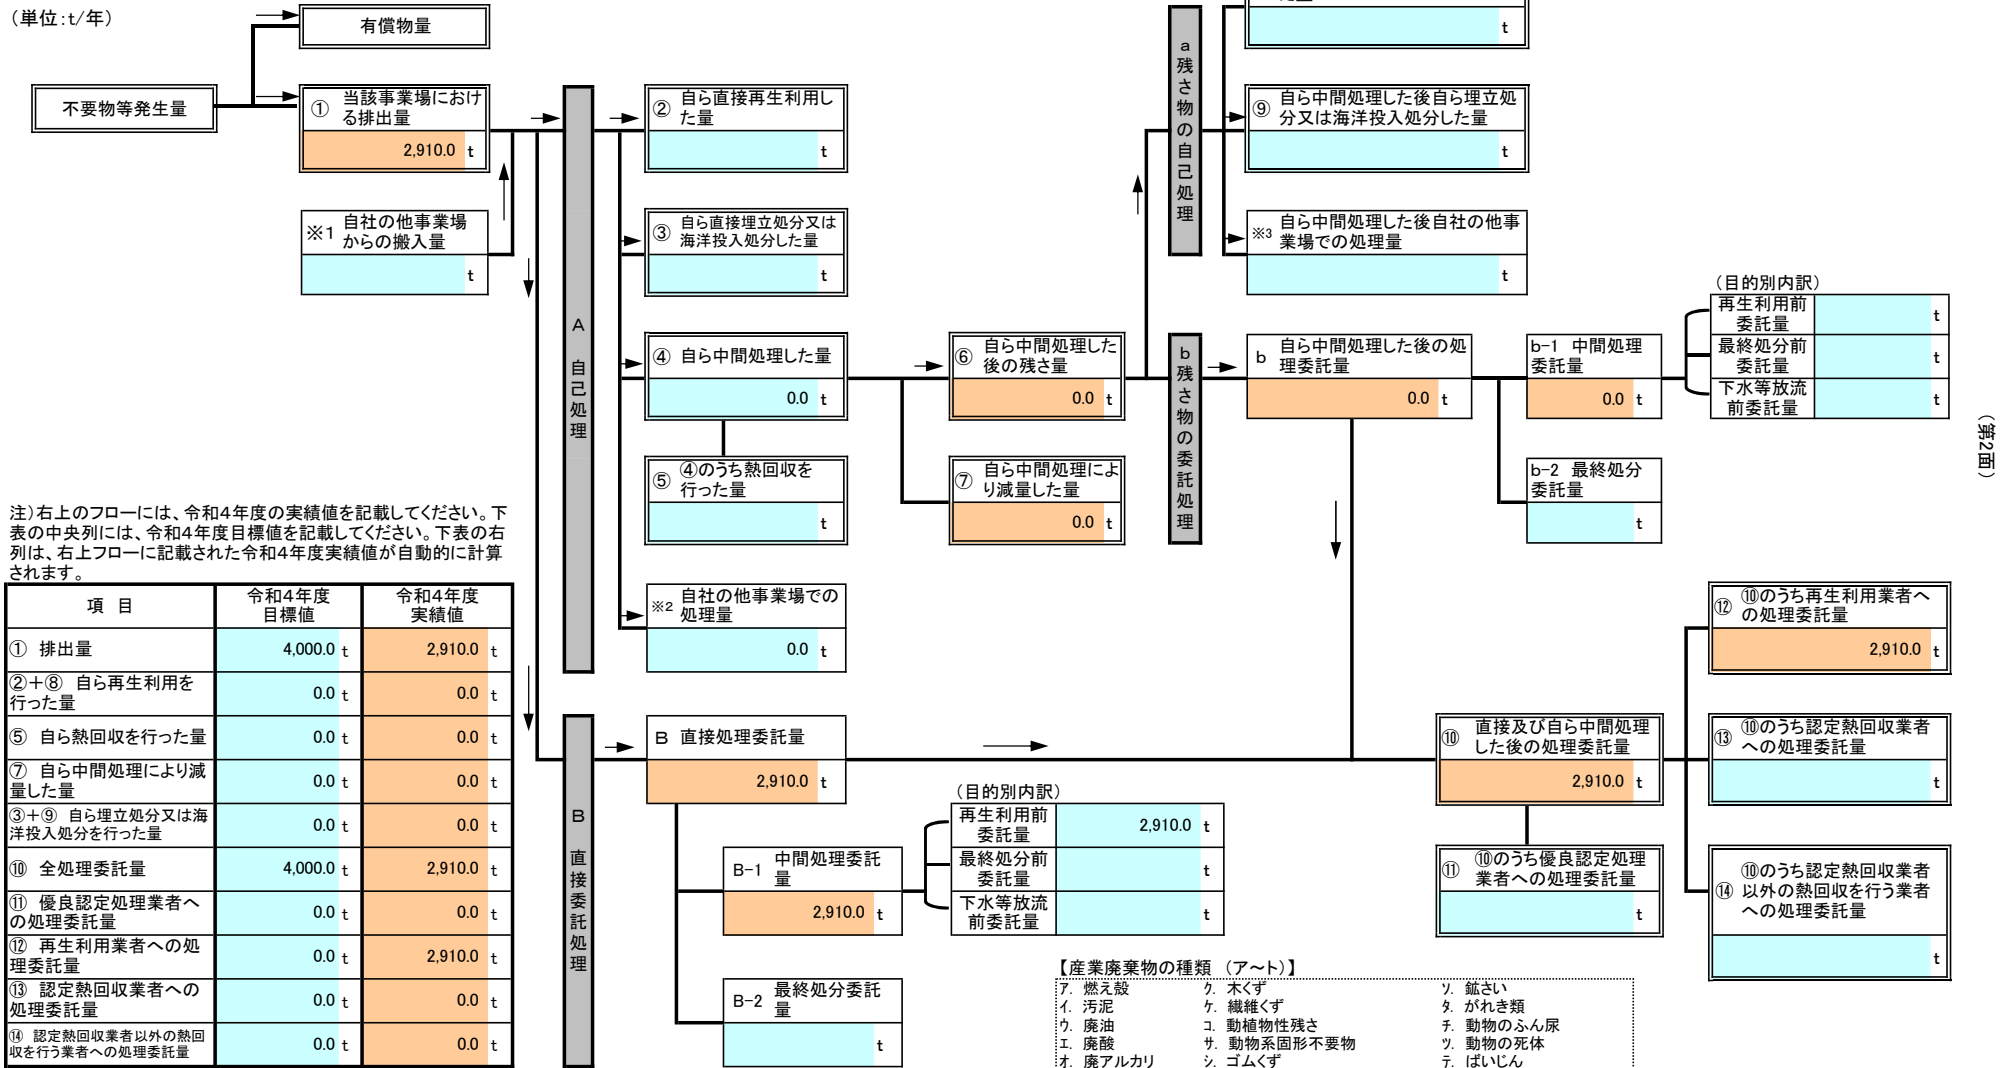 （単位：t/年）
有償物量
不要物等発生量
① 当該事業場におけ
る排出量
2,910.0 t
※1 自社の他事業場
からの搬入量
t
A 自己処理
② 自ら直接再生利用し
た量
t
③ 自ら直接埋立処分又は
海洋投入処分した量
t
④ 自ら中間処理した量
0.0 t
⑤ ④のうち熱回収を
行った量
t
※2 自社の他事業場での
処理量
0.0 t
⑥ 自ら中間処理した
後の残さ量
0.0 t
⑦ 自ら中間処理によ
り減量した量
0.0 t
a残さ物の自己処理
t
⑨ 自ら中間処理した後自ら埋立処
分又は海洋投入処分した量
t
※3 自ら中間処理した後自社の他事
業場での処理量
t
b残さ物の委託処理
b 自ら中間処理した後の処
理委託量
0.0 t
b-1 中間処理
委託量
0.0 t
（目的別内訳）
再生利用前
委託量 t
最終処分前
委託量 t
下水等放流
前委託量 t
b-2 最終処分
委託量
t
（第2面）
注）右上のフローには、令和4年度の実績値を記載してください。下
表の中央列には、令和4年度目標値を記載してください。下表の右
列は、右上フローに記載された令和4年度実績値が自動的に計算
されます。
項 目 令和4年度
目標値 令和4年度
実績値
① 排出量 4,000.0 t 2,910.0 t
②＋⑧ 自ら再生利用を
行った量 0.0 t 0.0 t
⑤ 自ら熱回収を行った量 0.0 t 0.0 t
⑦ 自ら中間処理により減
量した量 0.0 t 0.0 t
③＋⑨ 自ら埋立処分又は海
洋投入処分を行った量 0.0 t 0.0 t
⑩ 全処理委託量 4,000.0 t 2,910.0 t
⑪ 優良認定処理業者へ
の処理委託量 0.0 t 0.0 t
⑫ 再生利用業者への処
理委託量 0.0 t 2,910.0 t
⑬ 認定熱回収業者への
処理委託量 0.0 t 0.0 t
⑭ 認定熱回収業者以外の熱回
収を行う業者への処理委託量 0.0 t 0.0 t
B 直接委託処理
B 直接処理委託量
2,910.0 t
B-1 中間処理委託
量
2,910.0 t
（目的別内訳）
再生利用前
委託量 2,910.0 t
最終処分前
委託量 t
下水等放流
前委託量 t
B-2 最終処分委託
量
t
⑩ 直接及び自ら中間処理
した後の処理委託量
2,910.0 t
⑪ ⑩のうち優良認定処理
業者への処理委託量
t
⑫ ⑩のうち再生利用業者へ
の処理委託量
2,910.0 t
⑬ ⑩のうち認定熱回収業者
への処理委託量
t
⑭ ⑩のうち認定熱回収業者
以外の熱回収を行う業者
への処理委託量
t
【産業廃棄物の種類 （ア～ト）】
ア. 燃え殻 ク. 木くず ソ. 鉱さい
イ. 汚泥 ケ. 繊維くず タ. がれき類
ウ. 廃油 コ. 動植物性残さ チ. 動物のふん尿
エ. 廃酸 サ. 動物系固形不要物 ツ. 動物の死体
オ. 廃アルカリ シ. ゴムくず テ. ばいじん